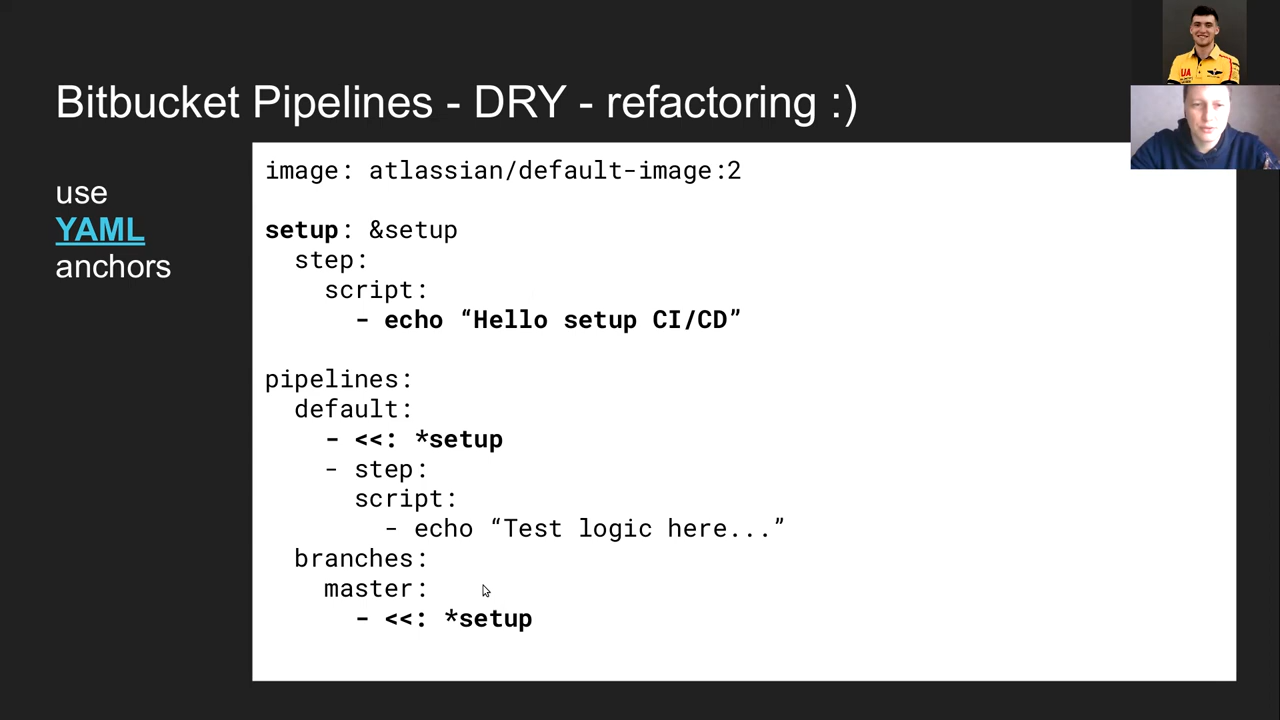 Bitbucket Pipelines - DRY - refactoring :)
use
YAML
anchors
image: atlassian/default-image:2
setup: &setup
step:
script:
- echo “Hello setup CI/CD”
pipelines:
default:
- <<: *setup
- step:
script:
- echo “Test logic here...”
branches:
master:
- <<: *setup
UA